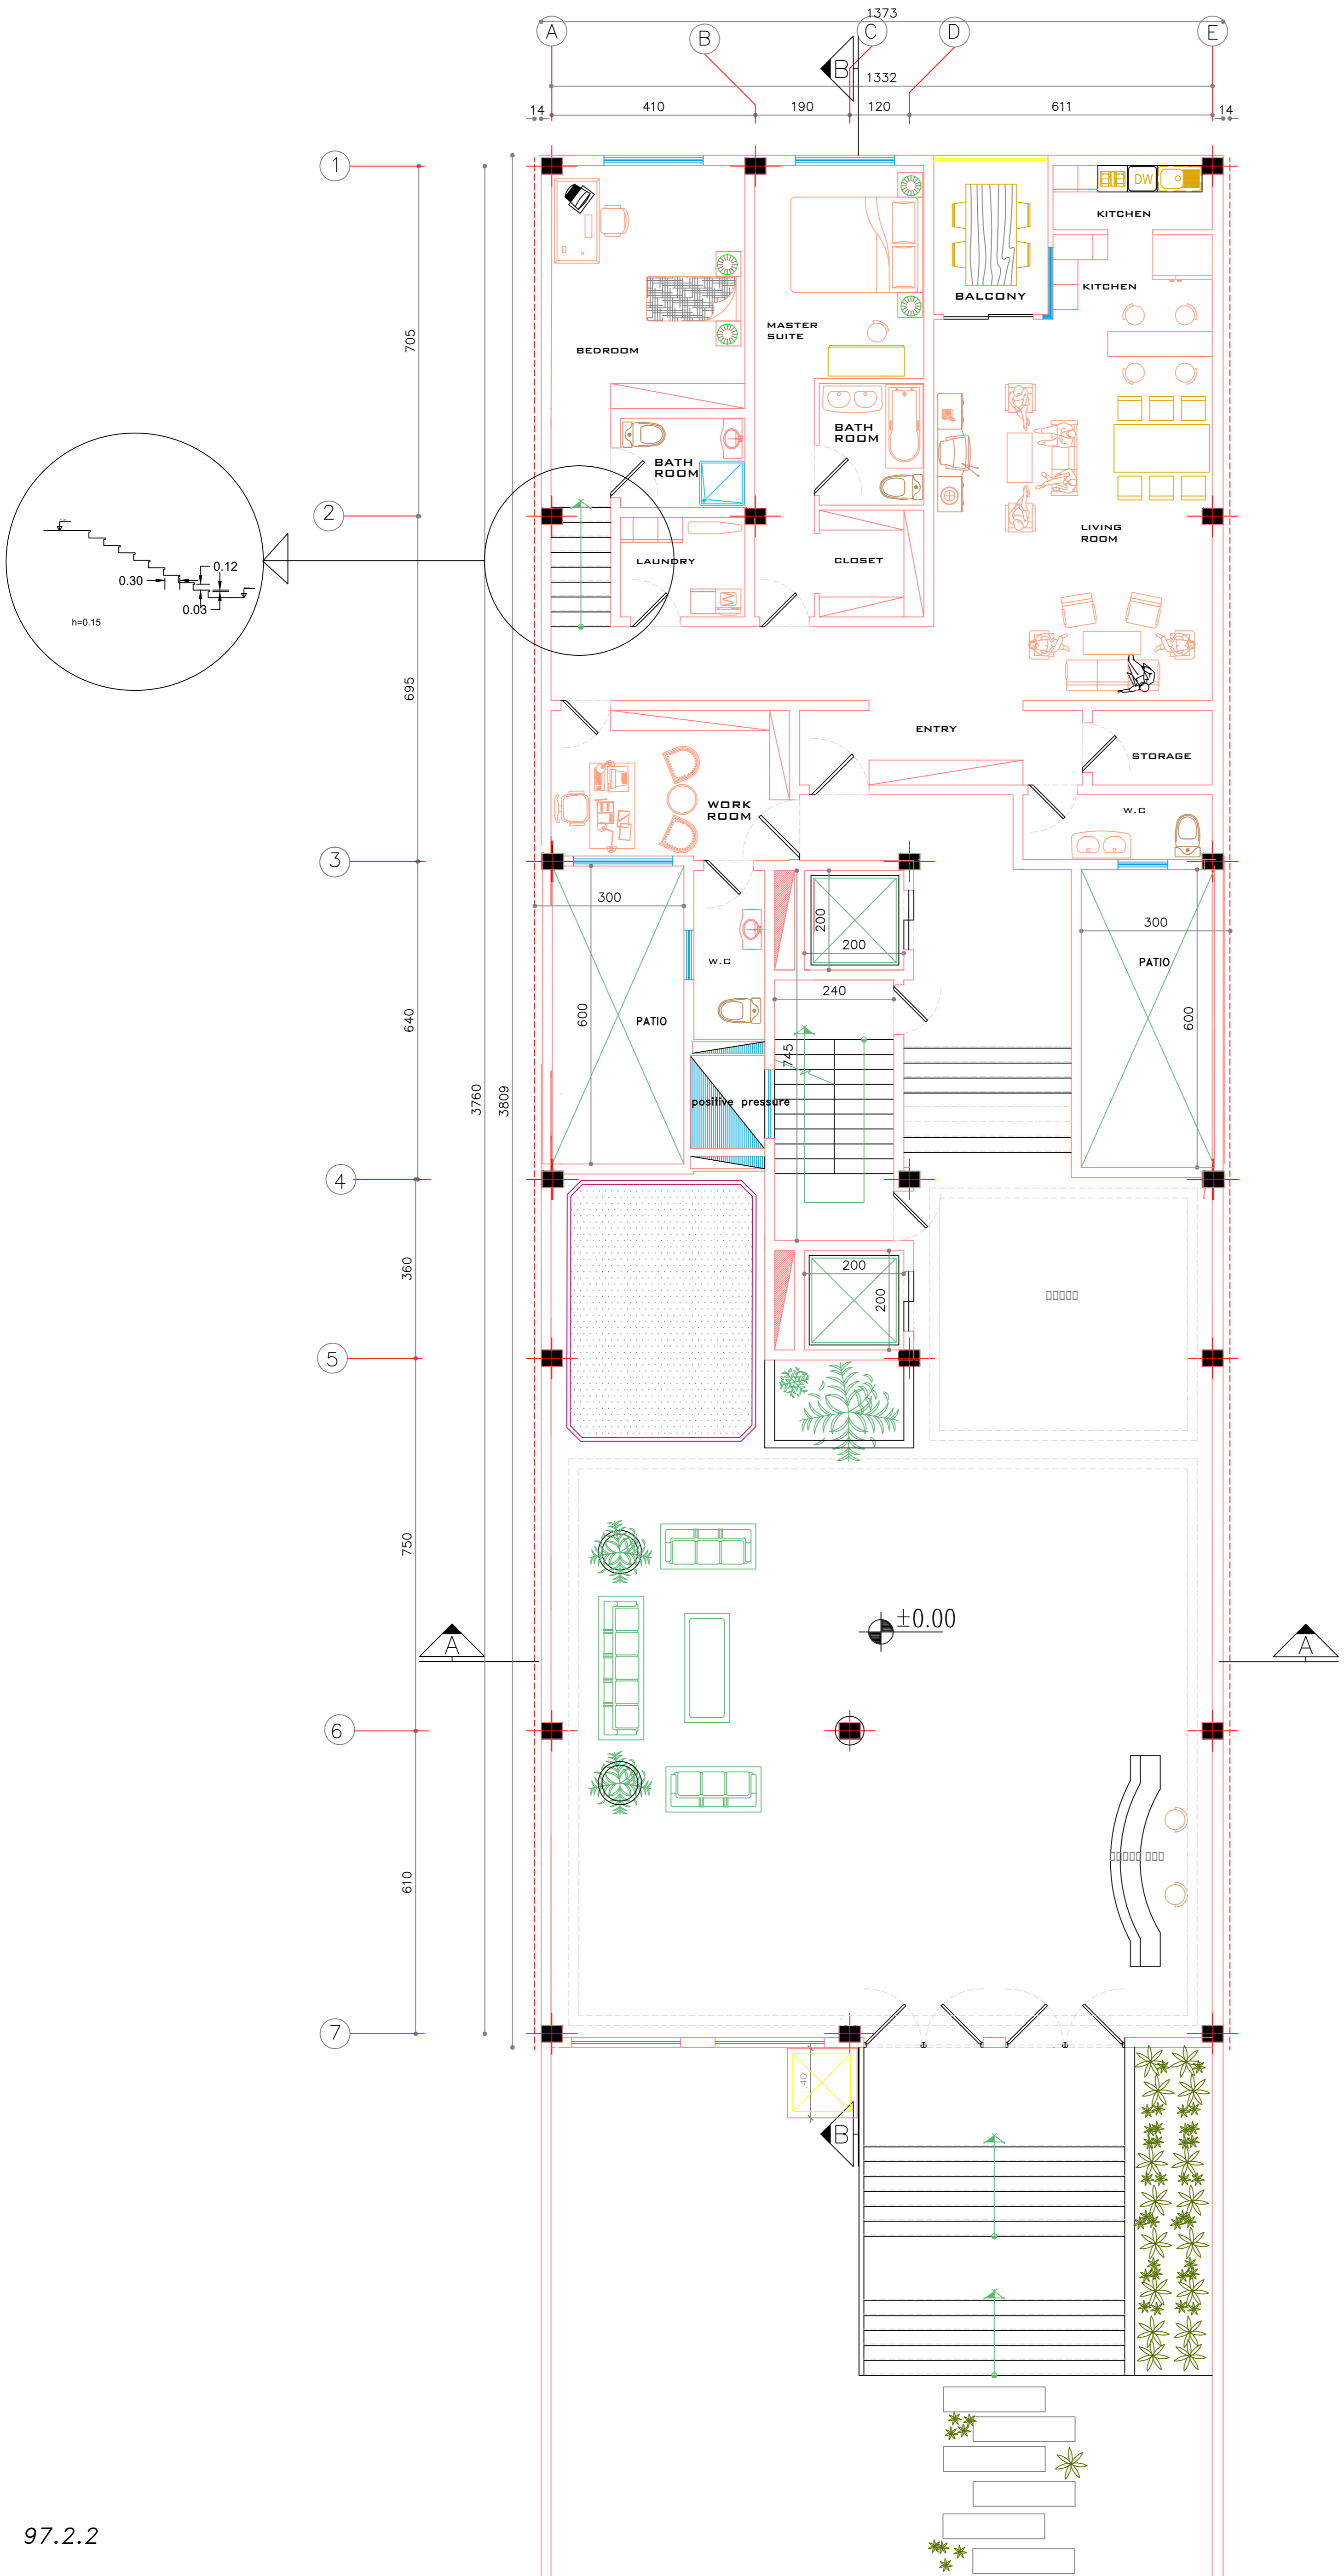 1373
A
B
C
D
E
B
1332
14
410
190
120
611
14
1
DW
KITCHEN
KITCHEN
BALCONY
MASTER
SUITE
705
BEDROOM
BATH
ROOM
BATH
ROOM
2
LIVING
ROOM
LAUNDRY
CLOSET
0.12
0.30
0.03
h=0.15
W
695
ENTRY
STORAGE
WORK
ROOM
W.C
3
300
200
200
300
W.C
PATIO
240
600
PATIO
600
640
745
3760
3809
positive pressure
4
360
200
200
5
750
±0.00
A
A
6
610
7
1.40
B
97.2.2